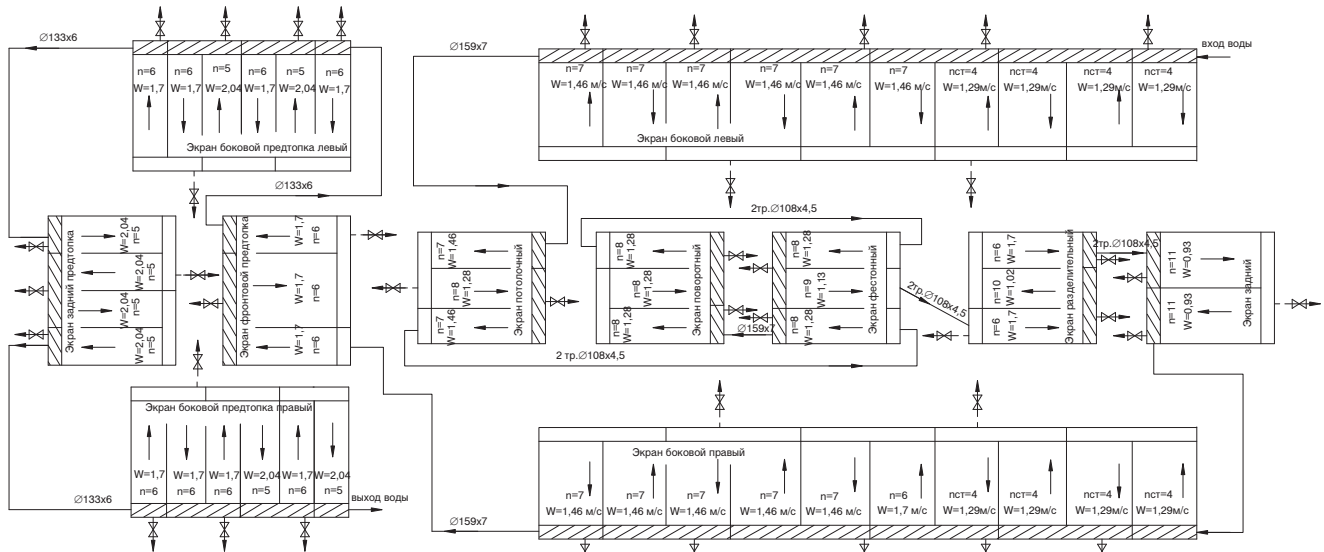 ∅133x6
n=6
W=1,7
n=6
W=1,7
n=5
W=2,04
n=6
W=1,7
n=5
W=2,04
n=6
W=1,7
Экран боковой предтопка левый
∅159x7
n=7
W=1,46 м/с
n=7
W=1,46 м/с
n=7
W=1,46 м/с
n=7
W=1,46 м/с
n=7
W=1,46 м/с
n=7
W=1,46 м/с
nст=4
W=1,29м/с
nст=4
W=1,29м/с
nст=4
W=1,29м/с
nст=4
W=1,29м/с
вход воды
Экран боковой левый
∅133x6
Экран задний предтопка
W=2,04
n=5
W=2,04
n=5
W=2,04
n=5
W=2,04
n=5
Экран фронтовой предтопка
W=1,7
n=6
W=1,7
n=6
W=1,7
n=6
n=7
W=1,46
n=8
W=1,28
n=7
W=1,46
Экран потолочный
2 тр.∅108x4,5
2тр.∅108x4,5
n=8
W=1,28
n=8
W=1,28
n=8
W=1,28
Экран поворотный
∅159x7
n=8
W=1,28
n=9
W=1,13
n=8
W=1,28
Экран фестонный
2тр.∅108x4,5
n=6
W=1,7
n=10
W=1,02
n=6
W=1,7
Экран разделительный
2тр.∅108x4,5
n=11
W=0,93
n=11
W=0,93
Экран задний
Экран боковой предтопка правый
W=1,7
n=6
W=1,7
n=6
W=1,7
n=6
W=2,04
n=5
W=1,7
n=6
W=2,04
n=5
∅133x6
выход воды
Экран боковой правый
n=7
W=1,46 м/с
n=7
W=1,46 м/с
n=7
W=1,46 м/с
n=7
W=1,46 м/с
n=7
W=1,46 м/с
n=6
W=1,7 м/с
nст=4
W=1,29м/с
nст=4
W=1,29м/с
nст=4
W=1,29м/с
nст=4
W=1,29м/с
∅159x7